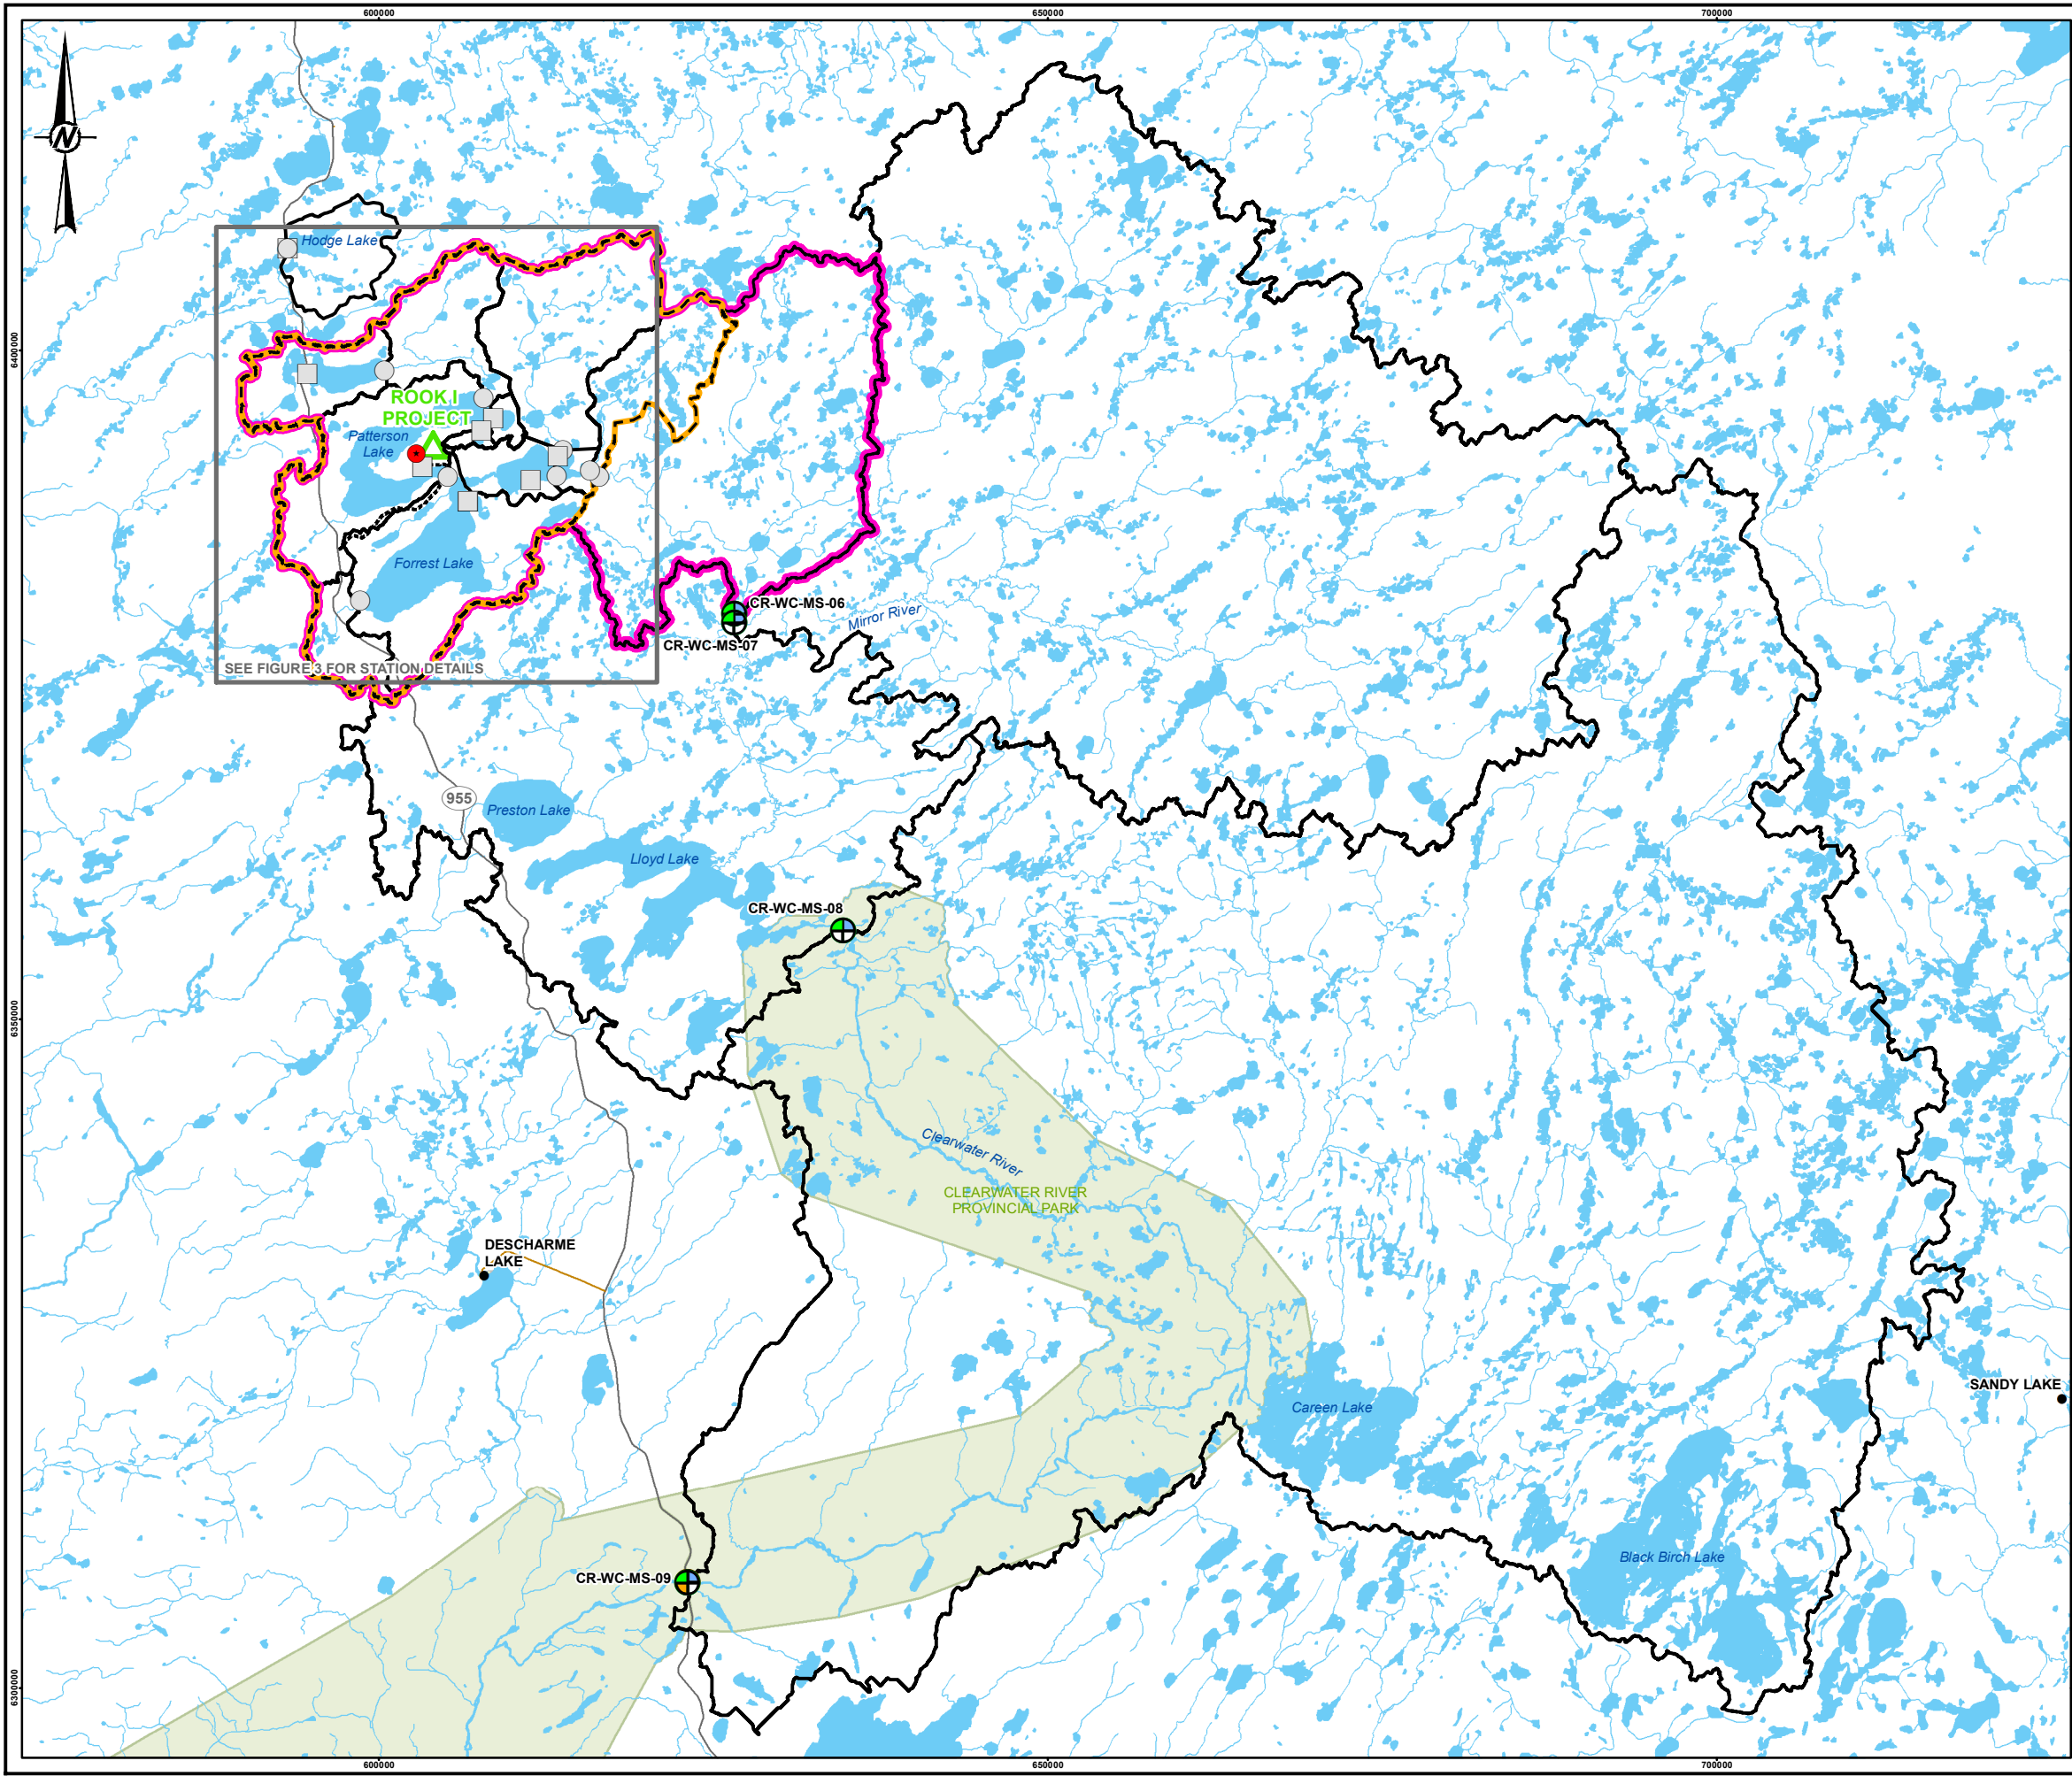 600000
650000
700000
N
Hodge Lake
6400000
ROOK I
PROJECT
Patterson
Lake
Forrest Lake
CR-WC-MS-06
Mirror River
CR-WC-MS-07
SEE FIGURE 3 FOR STATION DETAILS
955
Preston Lake
Lloyd Lake
CR-WC-MS-08
6350000
Clearwater River
CLEARWATER RIVER
PROVINCIAL PARK
DESCHARME
LAKE
SANDY LAKE
Careen Lake
Black Birch Lake
CR-WC-MS-09
6300000
600000
650000
700000